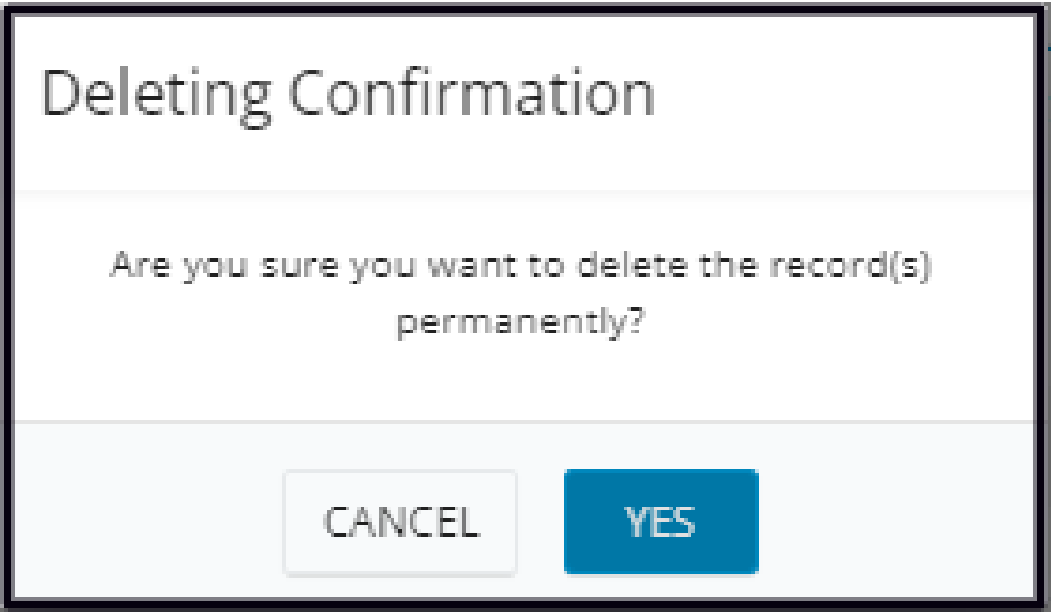 Deleting Confirmation
Are you sure you want to delete the record(s)
permanently?
CANCEL YES